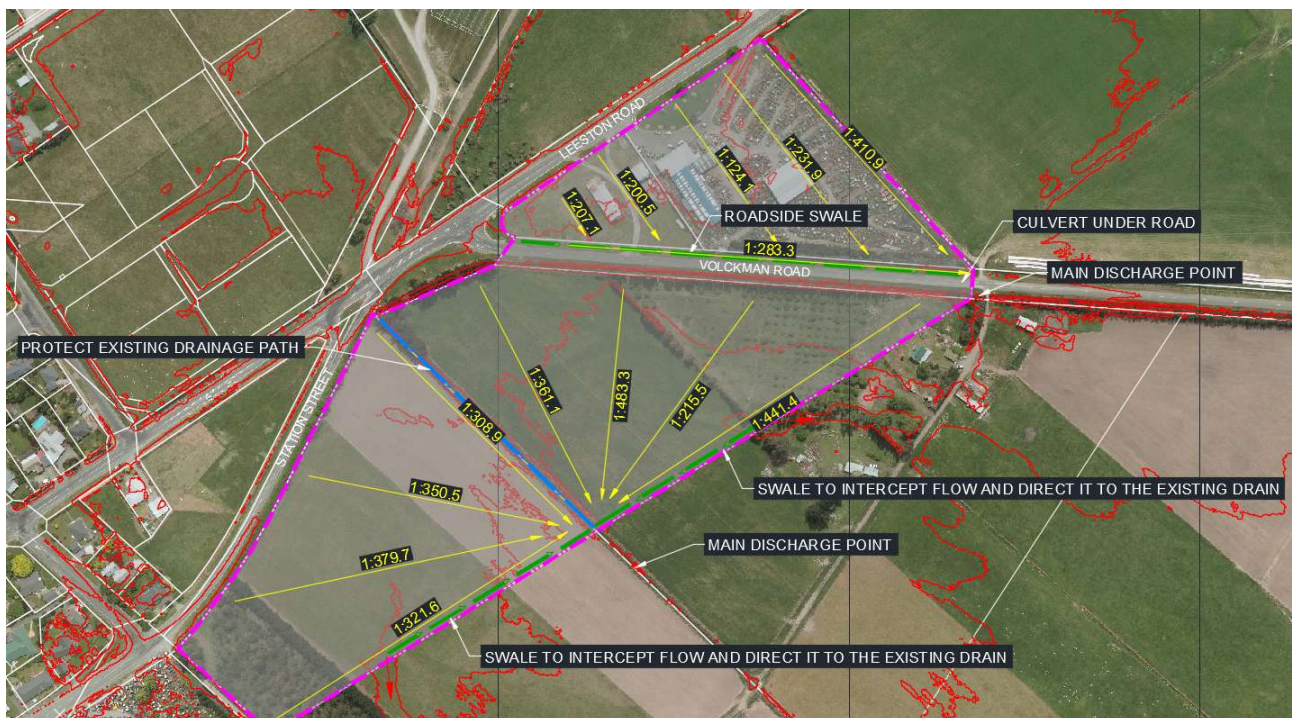 LEESTON ROAD
1:410.9
1:231.9
1:124.1
1:200.5
1:207.1
ROADSIDE SWALE
CULVERT UNDER ROAD
1:283.3
VOLCKMAN ROAD
MAIN DISCHARGE POINT
PROTECT EXISTING DRAINAGE PATH
STATION STREET
1:361.1
1:483.3
1:215.5
1:441.4
1:308.9
1:350.5
SWALE TO INTERCEPT FLOW AND DIRECT IT TO THE EXISTING DRAIN
MAIN DISCHARGE POINT
1:379.7
1:321.6
SWALE TO INTERCEPT FLOW AND DIRECT IT TO THE EXISTING DRAIN